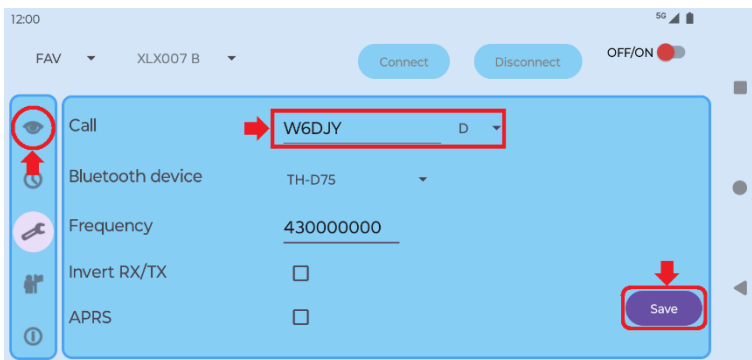 12:00 5G
FAV XLX007 B Connect Disconnect OFF/ON
Call W6DJY D
Bluetooth device TH-D75
Frequency 430000000
Invert RX/TX
APRS Save